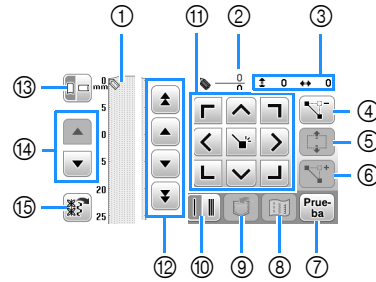 ① ② ③ ④ ⑤ ⑥ ⑦ ⑧ ⑨ ⑩ ⑪ ⑫ ⑬ ⑭ ⑮
0
mm
5
0
5
20
25
0
0
0 0
Prue-
ba